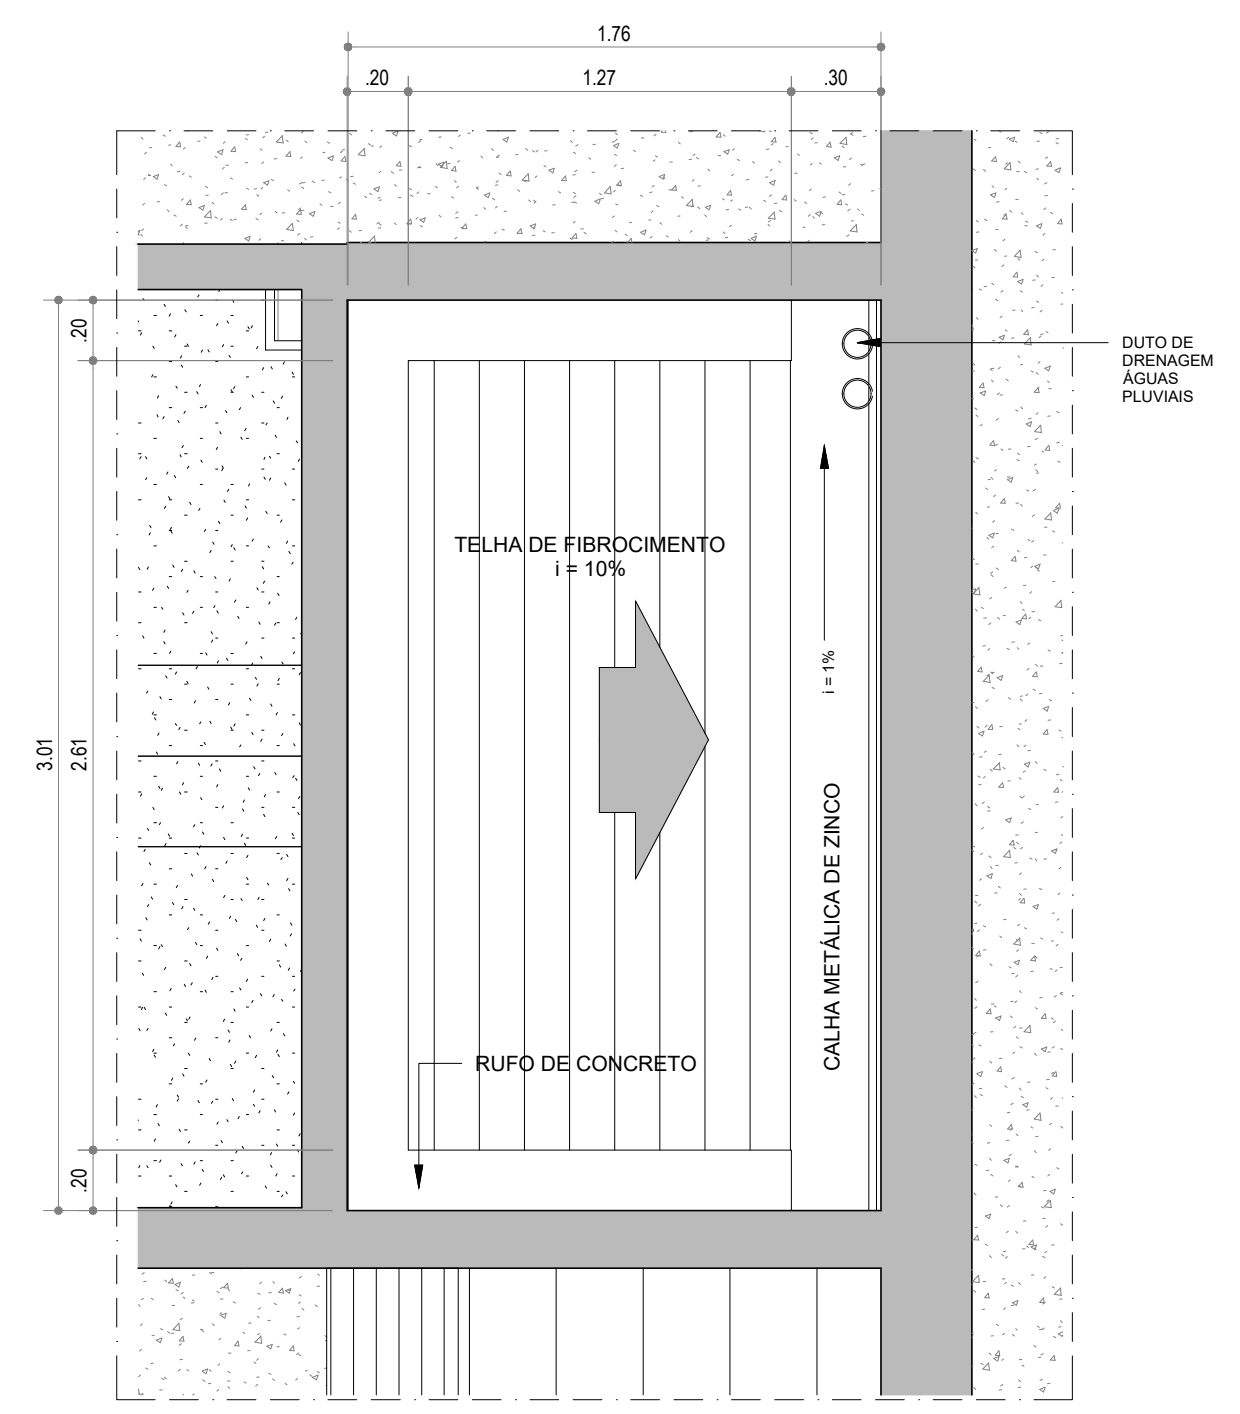 1.76
.20
1.27
.30
.20
DUTO DE
DRENAGEM
ÁGUAS
PLUVIAIS
TELHA DE FIBROCIMENTO
i = 10%
i = 1%
3.01
2.61
CALHA METÁLICA DE ZINCO
RUFO DE CONCRETO
.20